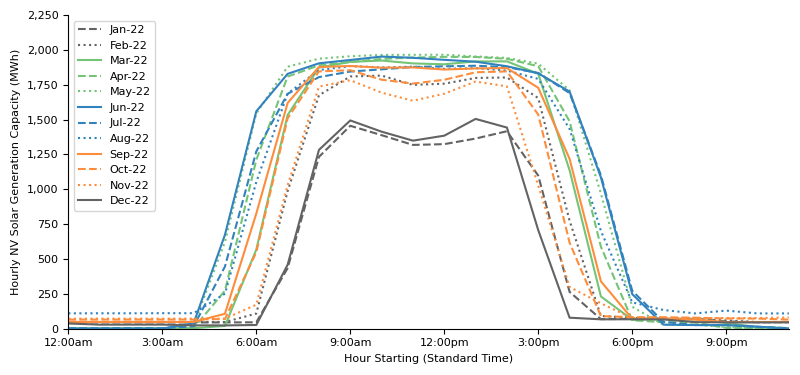 Hourly NV Solar Generation Capacity (MWh)
2,250
2,000
1,750
1,500
1,250
1,000
750
500
250
0
Jan-22
Feb-22
Mar-22
Apr-22
May-22
Jun-22
Jul-22
Aug-22
Sep-22
Oct-22
Nov-22
Dec-22
12:00am 3:00am 6:00am 9:00am 12:00pm 3:00pm 6:00pm 9:00pm
Hour Starting (Standard Time)